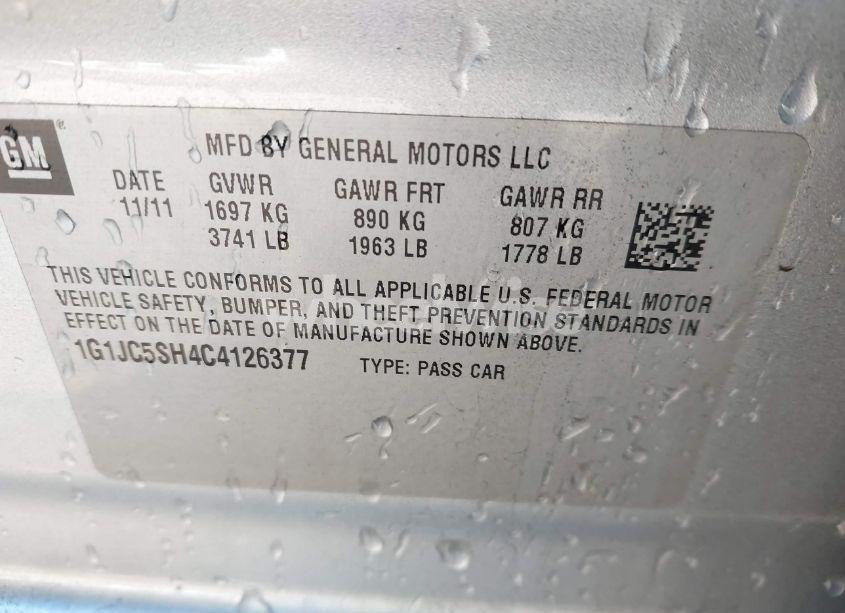 GM®
MFD BY GENERAL MOTORS LLC
DATE GVWR GAWR FRT GAWR RR
11/11 1697 KG 890 KG 807 KG
3741 LB 1963 LB 1778 LB
THIS VEHICLE CONFORMS TO ALL APPLICABLE U.S. FEDERAL MOTOR
VEHICLE SAFETY, BUMPER, AND THEFT PREVENTION STANDARDS IN
EFFECT ON THE DATE OF MANUFACTURE SHOWN ABOVE.
1G1JC5SH4C4126377 TYPE: PASS CAR